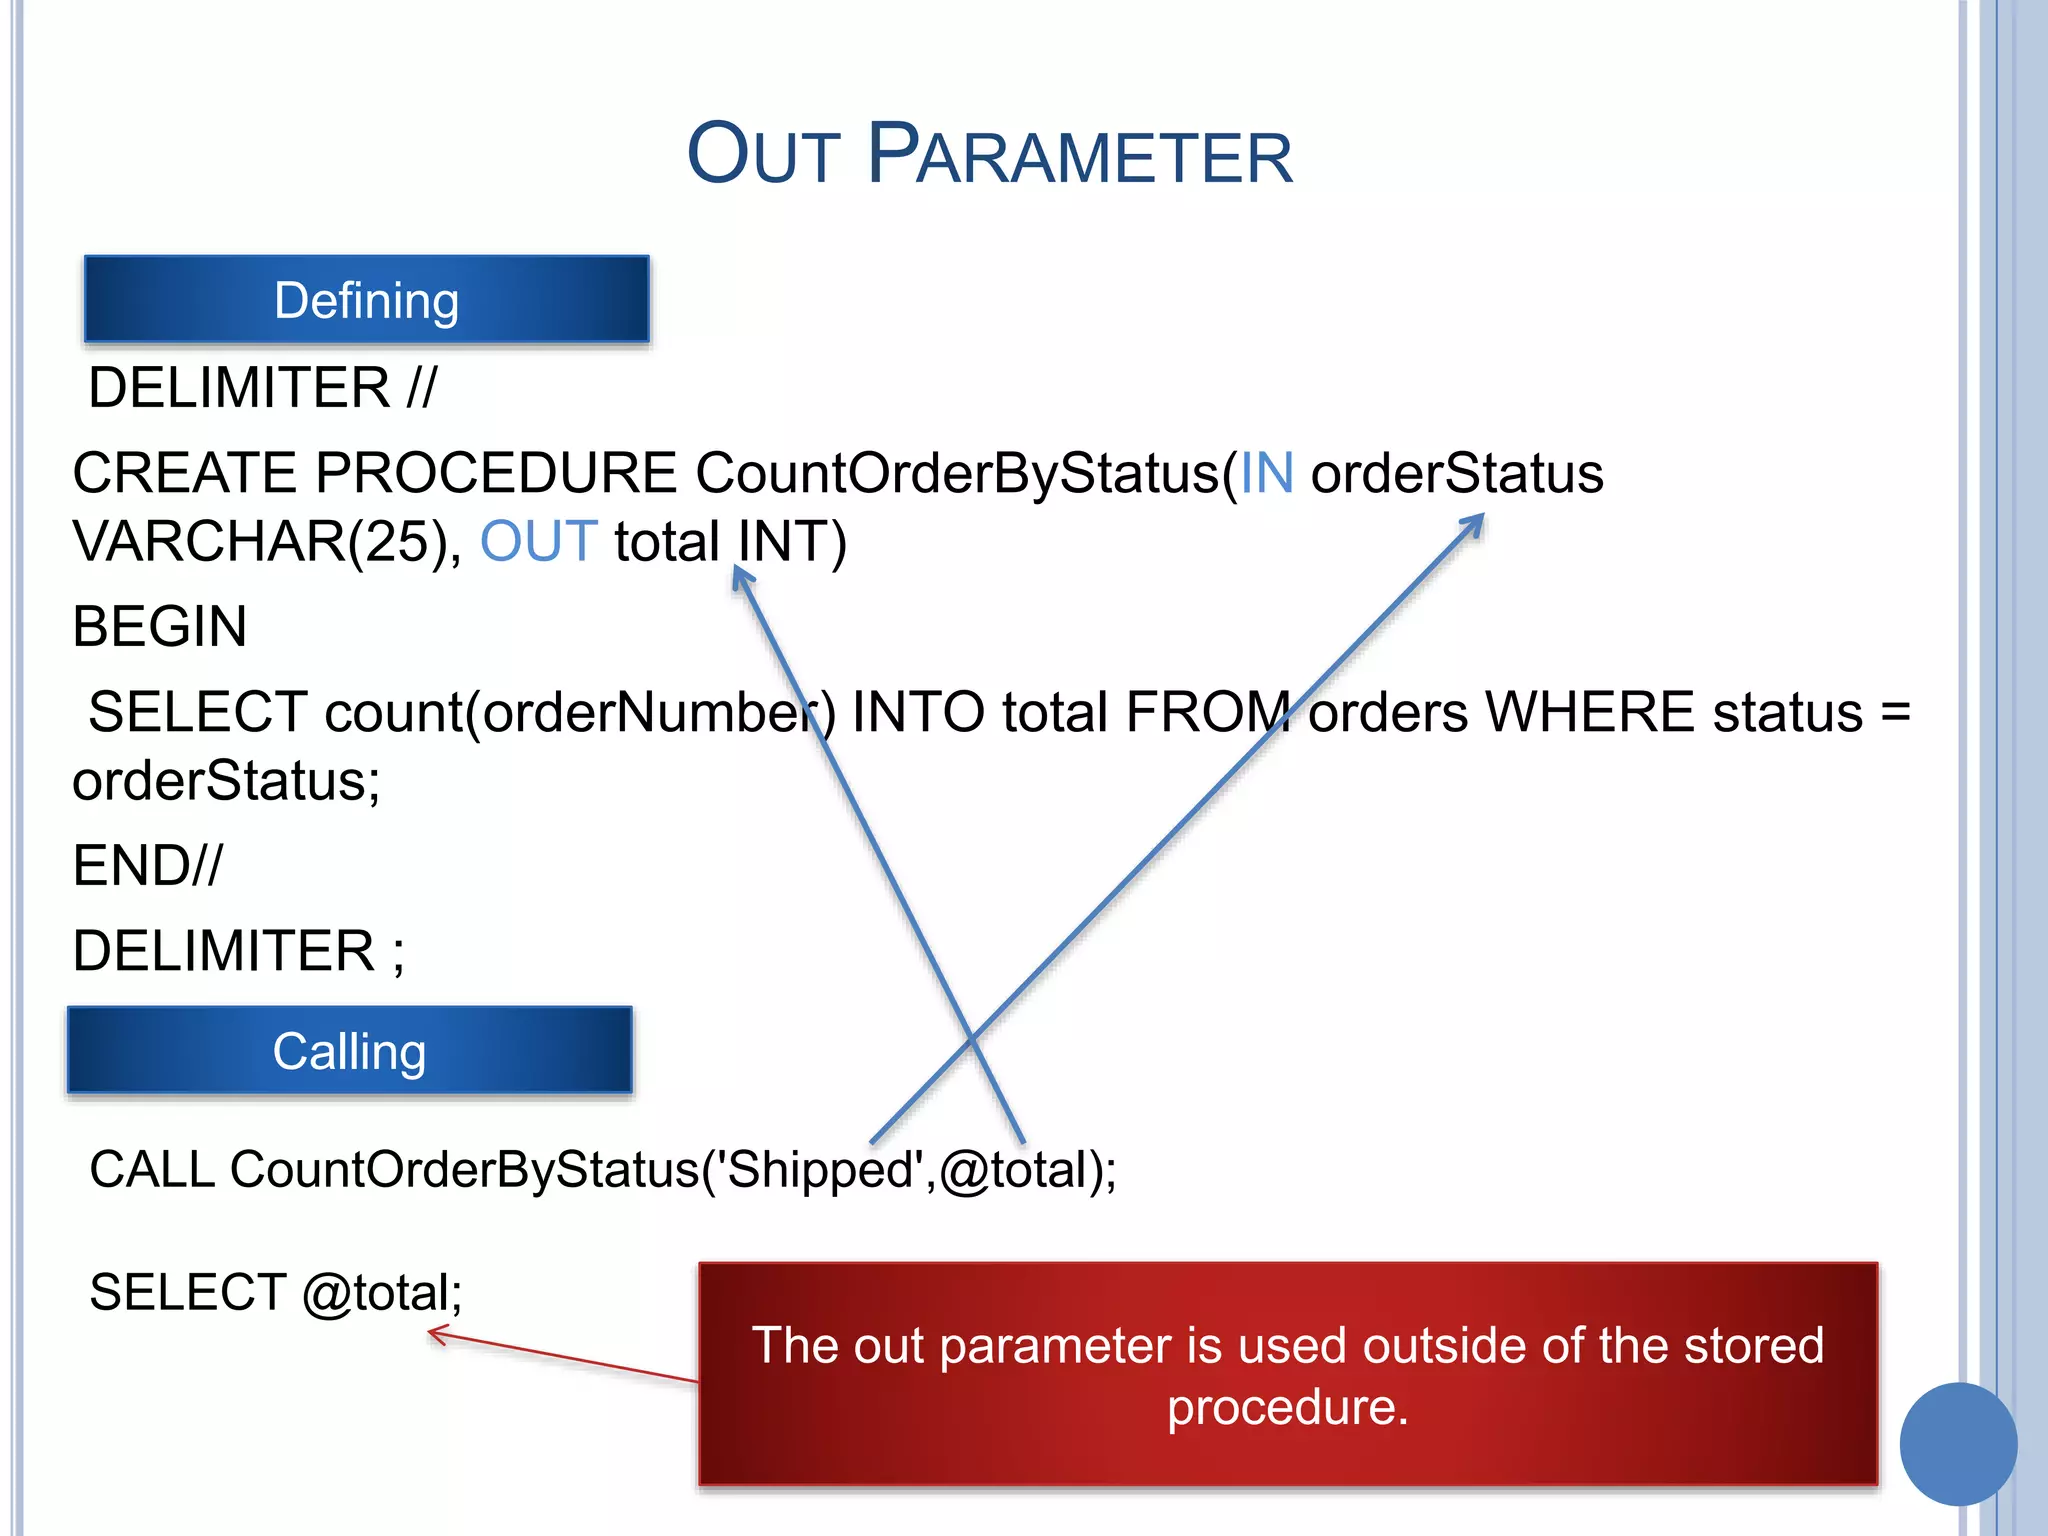 OUT PARAMETER
Defining
DELIMITER //
CREATE PROCEDURE CountOrderByStatus(IN orderStatus
VARCHAR(25), OUT total INT)
BEGIN
SELECT count(orderNumber) INTO total FROM orders WHERE status =
orderStatus;
END//
DELIMITER ;
Calling
CALL CountOrderByStatus('Shipped',@total);
SELECT @total;
The out parameter is used outside of the stored
procedure.